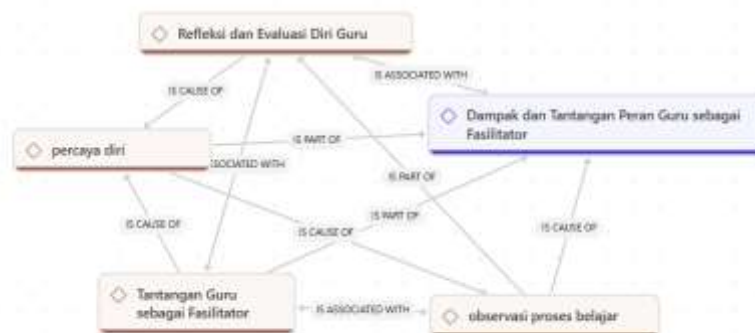 Refleksi dan Evaluasi Diri Guru
IS ASSOCIATED WITH
IS CAUSE OF
Dampak dan Tantangan Peran Guru sebagai
Fasilitator
percaya diri
IS PART OF
SSOCIATED WITH
IS PART OF
IS PART OF
IS CAUSE OF
IS CAUSE OF
IS CAUSE OF
Tantangan Guru
sebagai Fasilitator
IS ASSOCIATED WITH
observasi proses belajar